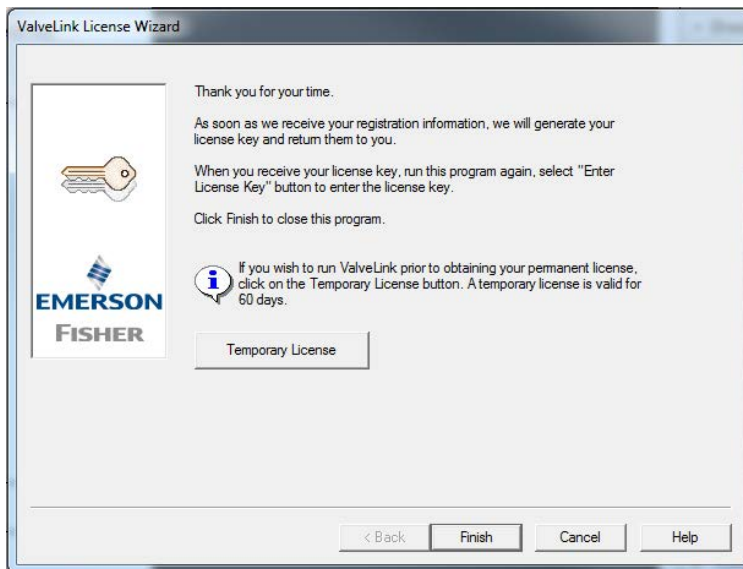 ValveLink License Wizard
Thank you for your time.
As soon as we receive your registration information, we will generate your
license key and return them to you.
When you receive your license key, run this program again, select "Enter
License Key" button to enter the license key.
Click Finish to close this program.
If you wish to run ValveLink prior to obtaining your permanent license,
click on the Temporary License button. A temporary license is valid for
60 days.
EMERSON
FISHER
Temporary License
< Back
Finish
Cancel
Help